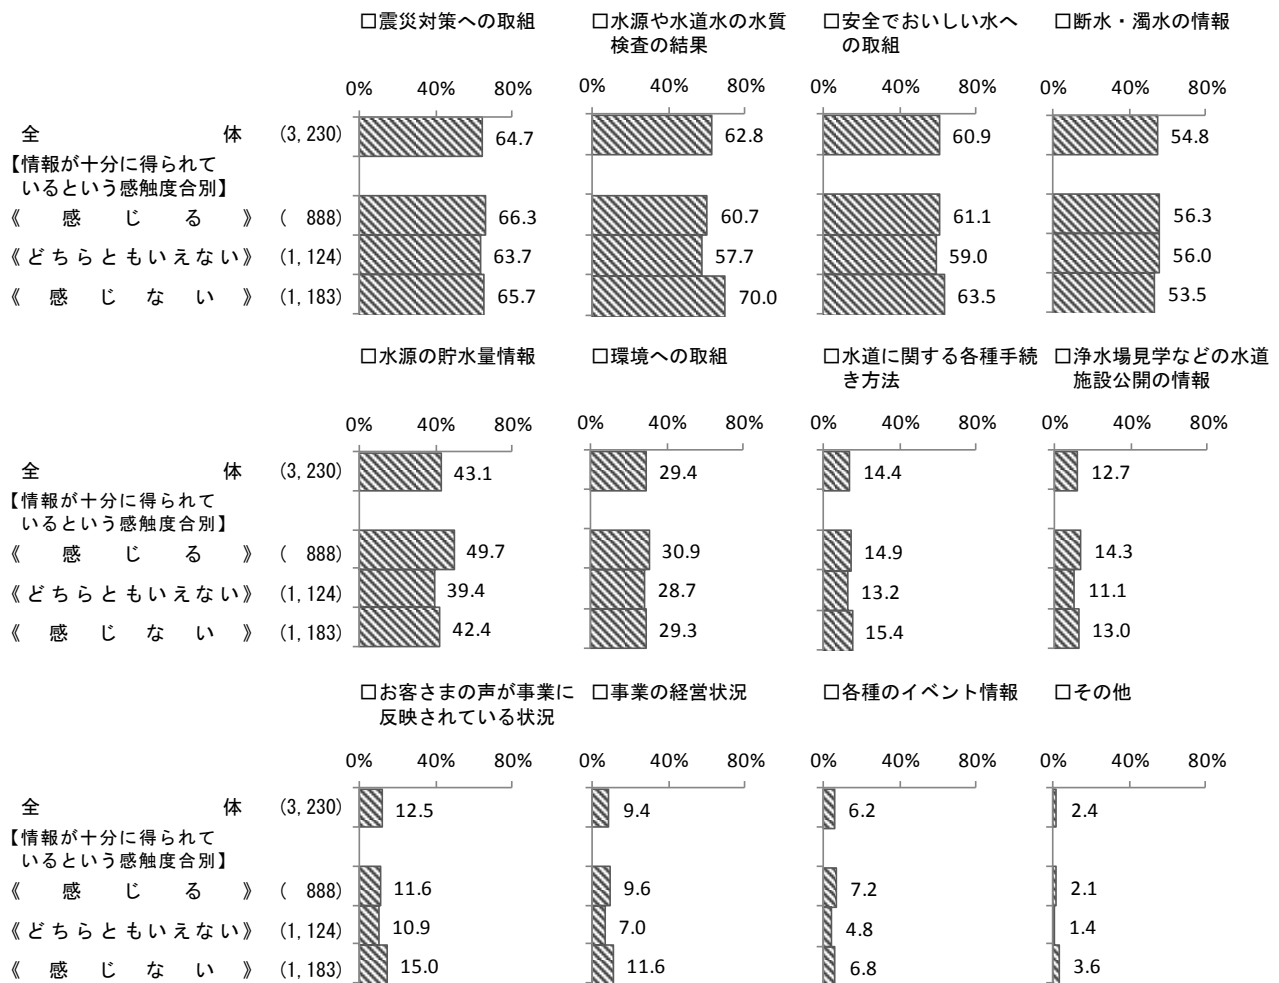 □震災対策への取組 □水源や水道水の水質 □安全でおいしい水へ □断水・濁水の情報
検査の結果 の取組
0% 40% 80% 0% 40% 80% 0% 40% 80% 0% 40% 80%
全体 (3,230) 64.7 62.8 60.9 54.8
【情報が十分に得られて
いるという感触度合別】
《感じる》 (888) 66.3 60.7 61.1 56.3
《どちらともいえない》 (1,124) 63.7 57.7 59.0 56.0
《感じない》 (1,183) 65.7 70.0 63.5 53.5
□水源の貯水量情報 □環境への取組 □水道に関する各種手続 □浄水場見学などの水道
き方法 施設公開の情報
0% 40% 80% 0% 40% 80% 0% 40% 80% 0% 40% 80%
全体 (3,230) 43.1 29.4 14.4 12.7
【情報が十分に得られて
いるという感触度合別】
《感じる》 (888) 49.7 30.9 14.9 14.3
《どちらともいえない》 (1,124) 39.4 28.7 13.2 11.1
《感じない》 (1,183) 42.4 29.3 15.4 13.0
□お客さまの声が事業に □事業の経営状況 □各種のイベント情報 □その他
反映されている状況
0% 40% 80% 0% 40% 80% 0% 40% 80% 0% 40% 80%
全体 (3,230) 12.5 9.4 6.2 2.4
【情報が十分に得られて
いるという感触度合別】
《感じる》 (888) 11.6 9.6 7.2 2.1
《どちらともいえない》 (1,124) 10.9 7.0 4.8 1.4
《感じない》 (1,183) 15.0 11.6 6.8 3.6